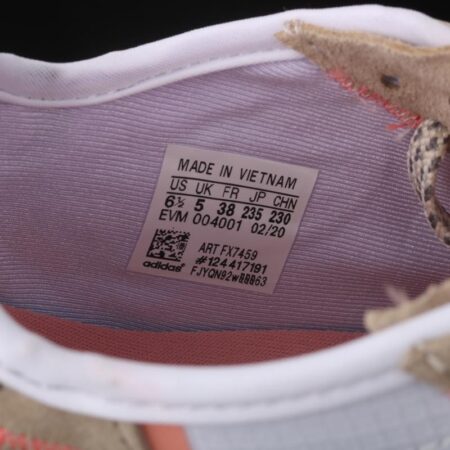 MADE IN VIETNAM
US UK FR JP CHN
6½ 5 38 235 230
EVM 004001 02/20
ART FX7459
#124417191
adidas